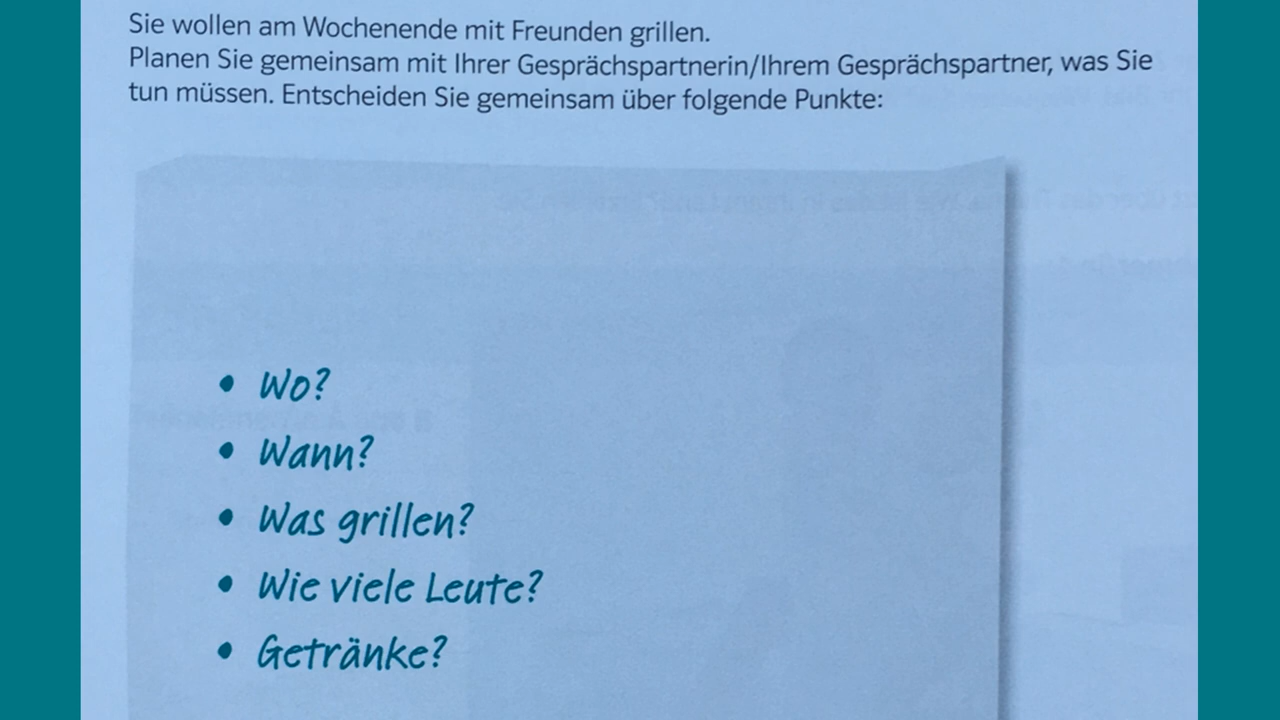 Sie wollen am Wochenende mit Freunden grillen.
Planen Sie gemeinsam mit Ihrer Gesprächspartnerin/Ihrem Gesprächspartner, was Sie
tun müssen. Entscheiden Sie gemeinsam über folgende Punkte:
• Wo?
• Wann?
• Was grillen?
• Wie viele Leute?
• Getränke?